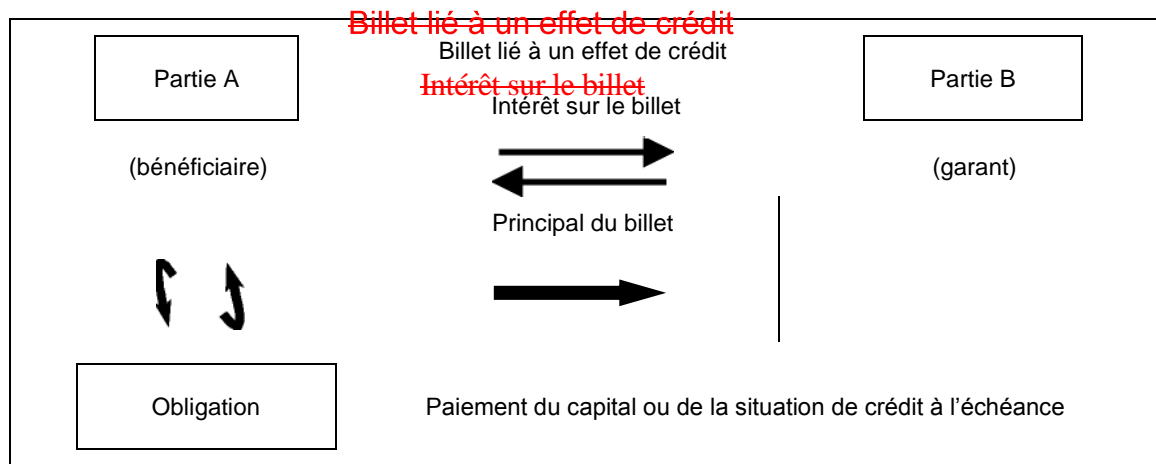 Billet lié à un effet de crédit
Billet lié à un effet de crédit
Partie A
Partie B
Intérêt sur le billet
Intérêt sur le billet
(bénéficiaire)
(garant)
Principal du billet
Obligation
Paiement du capital ou de la situation de crédit à l’échéance